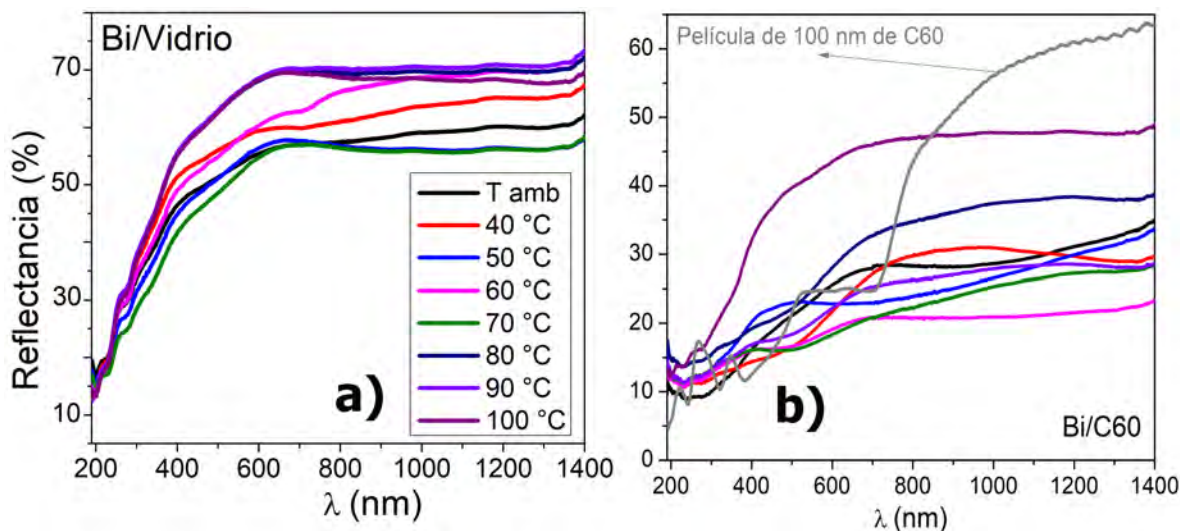 Bi/Vidrio
Reflectancia (%)
70
50
30
10
T amb
40 °C
50 °C
60 °C
70 °C
80 °C
90 °C
100 °C
a)
200 400 600 800 1000 1200 1400
λ (nm)
Película de 100 nm de C60
60
50
40
30
20
10
0
b)
Bi/C60
200 400 600 800 1000 1200 1400
λ (nm)